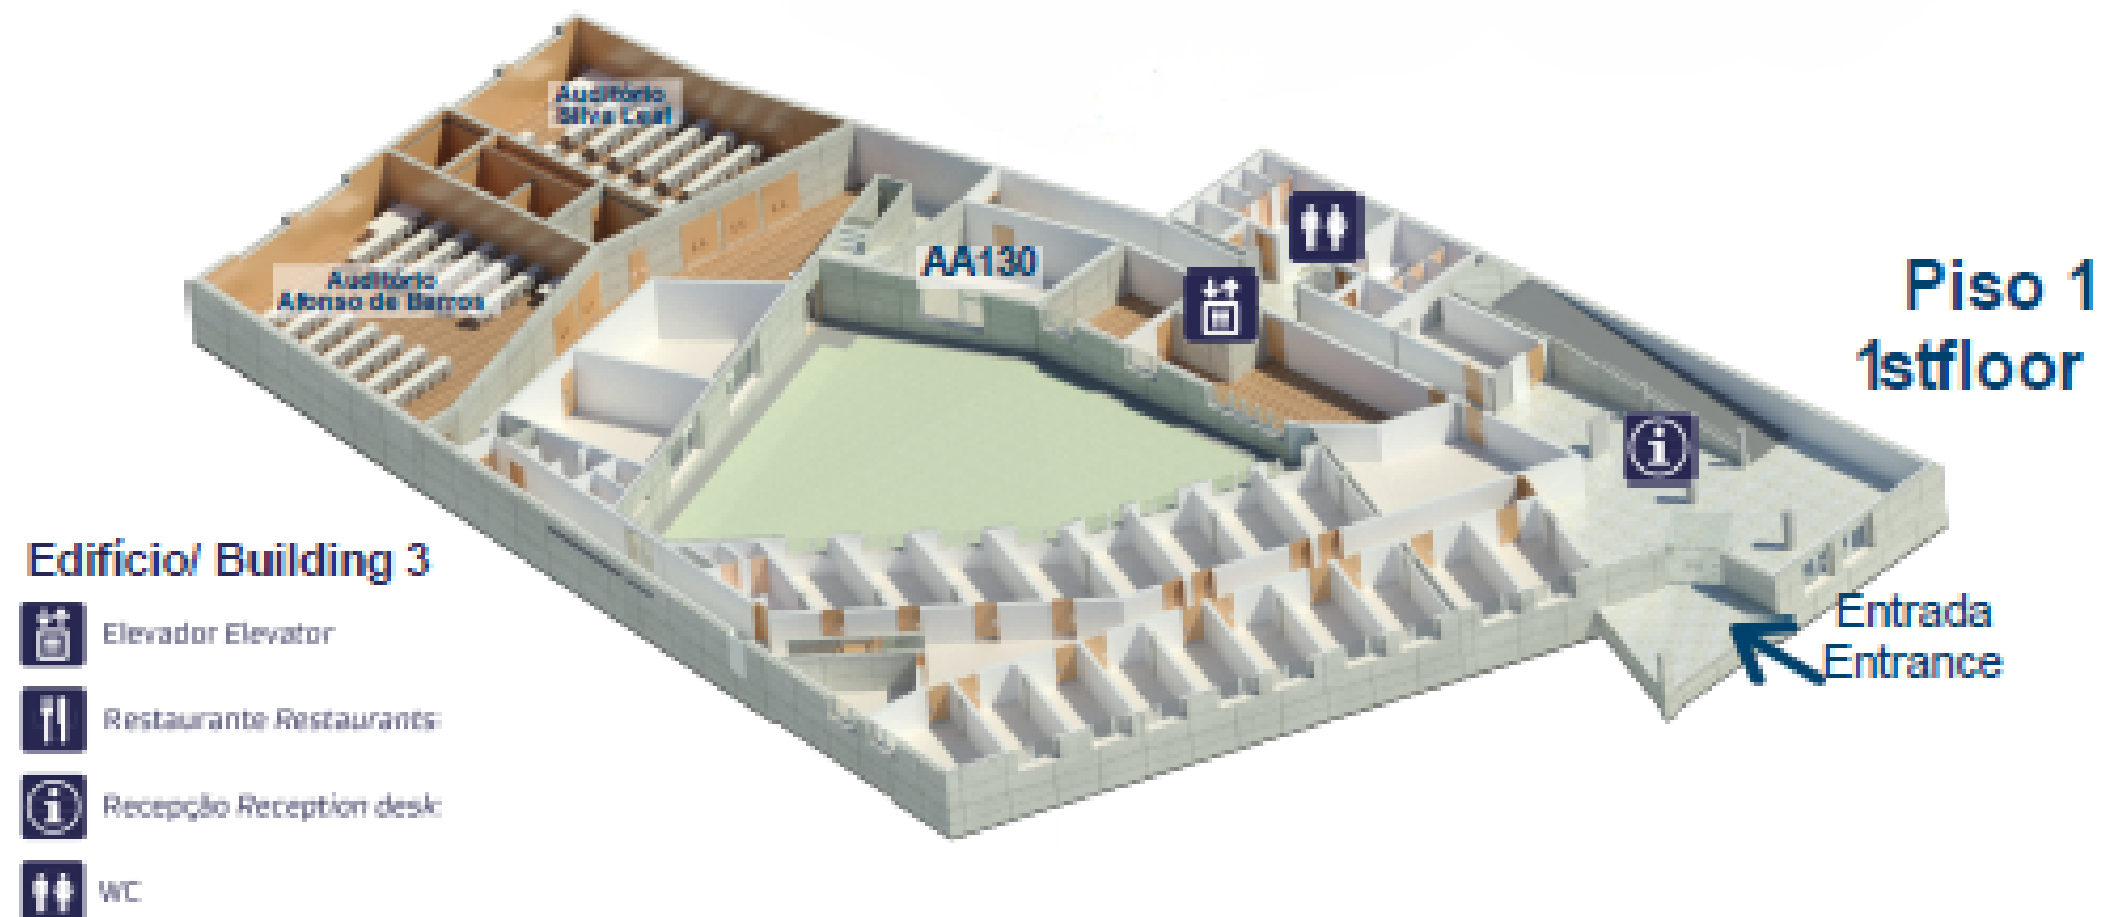 Auditório
Silva Leal
Auditório
Afonso de Barros
AA130
Piso 1
1stfloor
Entrada
Entrance
Edifício/ Building 3
Elevador Elevator
Restaurante Restaurants
Recepção Reception desk
WC